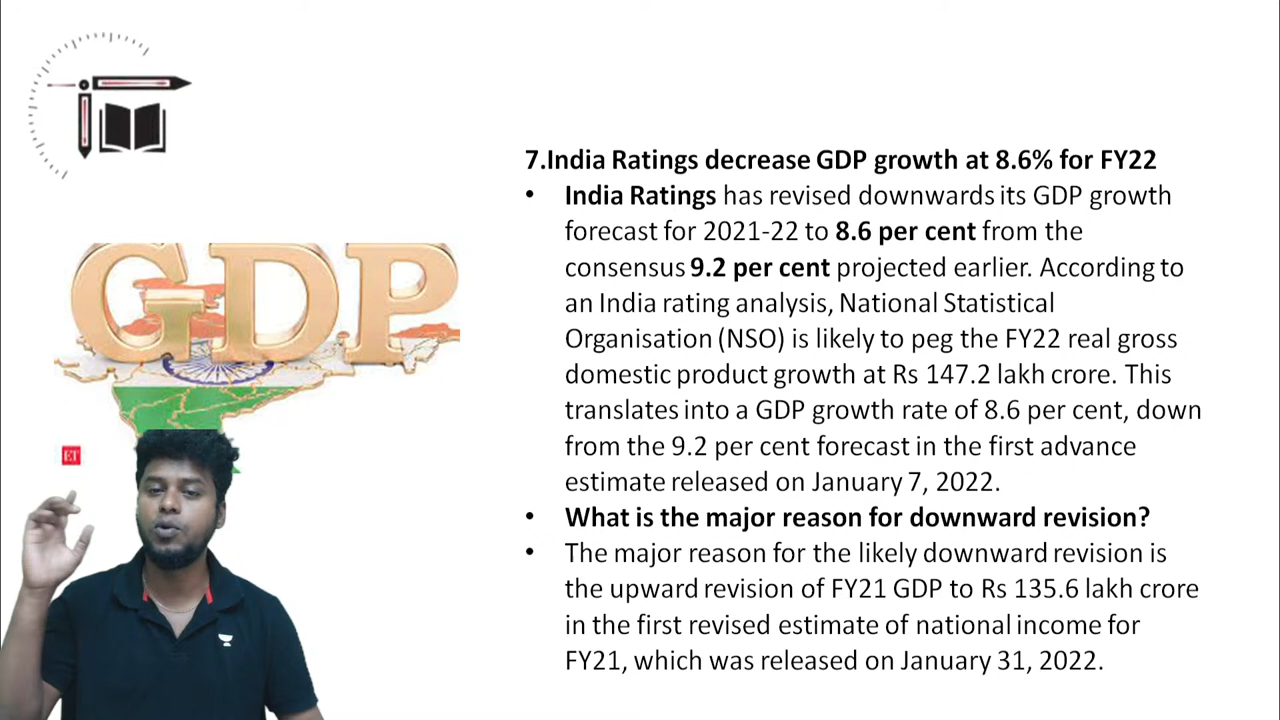 7.India Ratings decrease GDP growth at 8.6% for FY22
• India Ratings has revised downwards its GDP growth
forecast for 2021-22 to 8.6 per cent from the
consensus 9.2 per cent projected earlier. According to
an India rating analysis, National Statistical
Organisation (NSO) is likely to peg the FY22 real gross
domestic product growth at Rs 147.2 lakh crore. This
translates into a GDP growth rate of 8.6 per cent, down
from the 9.2 per cent forecast in the first advance
estimate released on January 7, 2022.
• What is the major reason for downward revision?
• The major reason for the likely downward revision is
the upward revision of FY21 GDP to Rs 135.6 lakh crore
in the first revised estimate of national income for
FY21, which was released on January 31, 2022.
GDP
ET